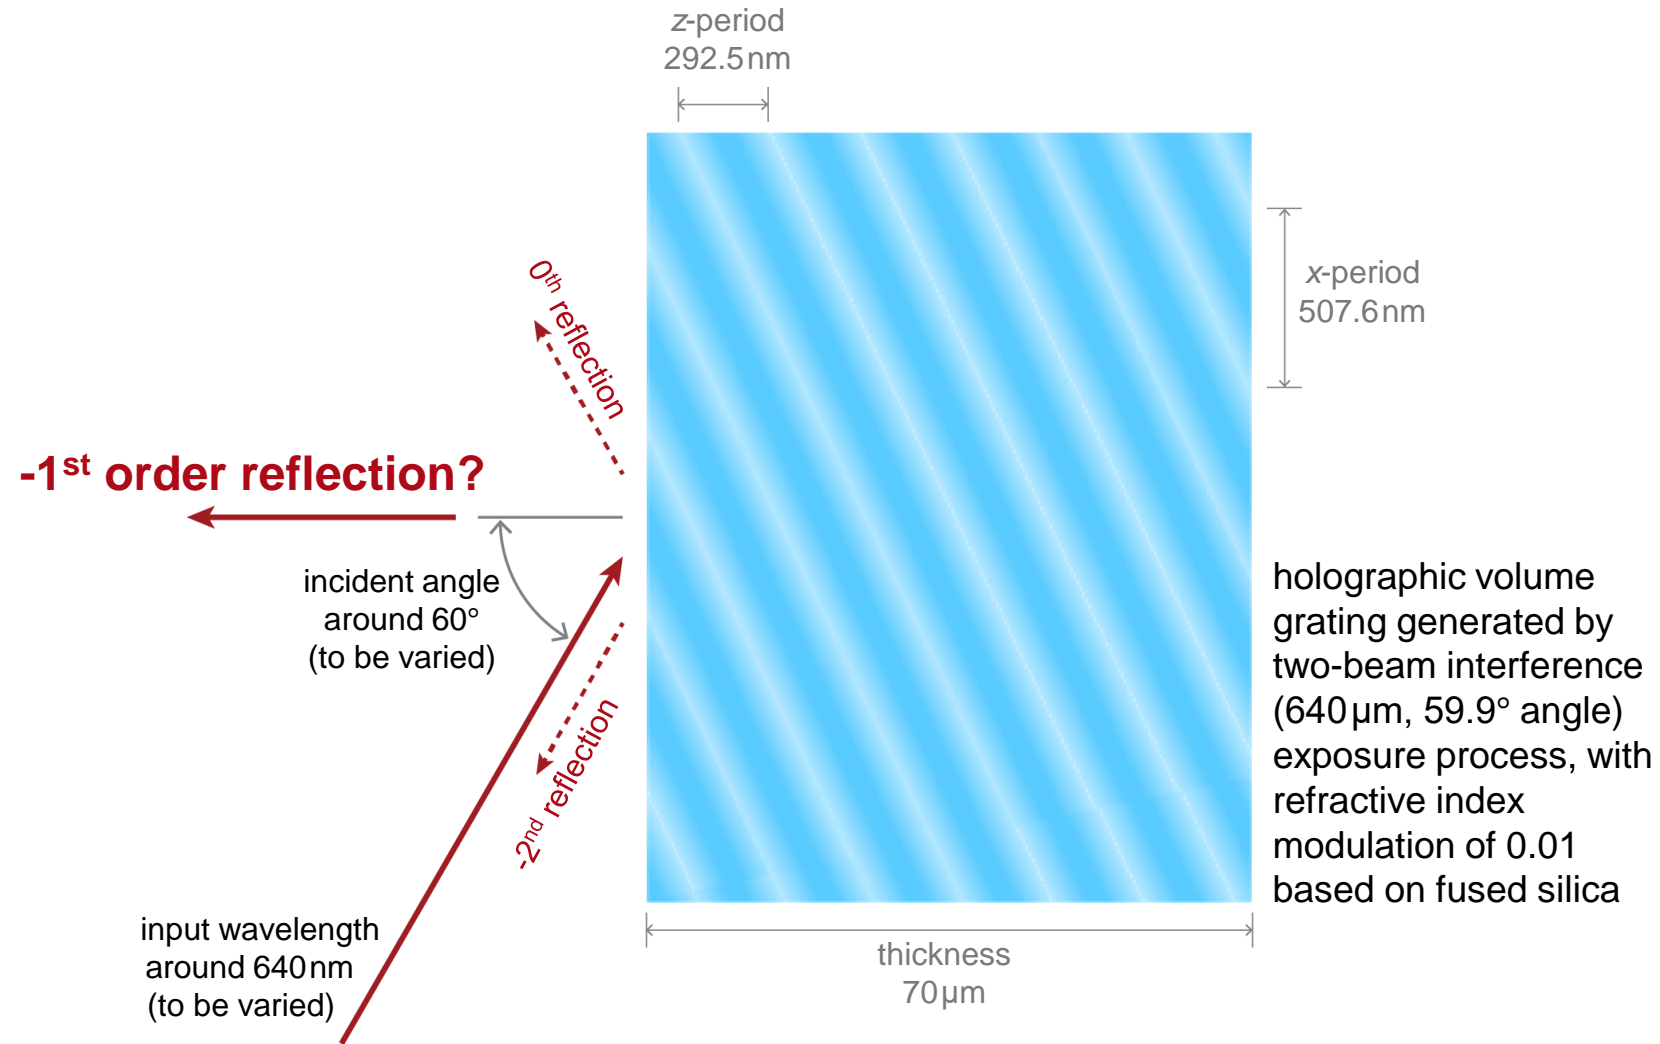 z-period
292.5 nm
0th reflection
x-period
507.6 nm
-1st order reflection?
incident angle
around 60°
(to be varied)
-2nd reflection
holographic volume
grating generated by
two-beam interference
(640 µm, 59.9° angle)
exposure process, with
refractive index
modulation of 0.01
based on fused silica
input wavelength
around 640 nm
(to be varied)
thickness
70 µm